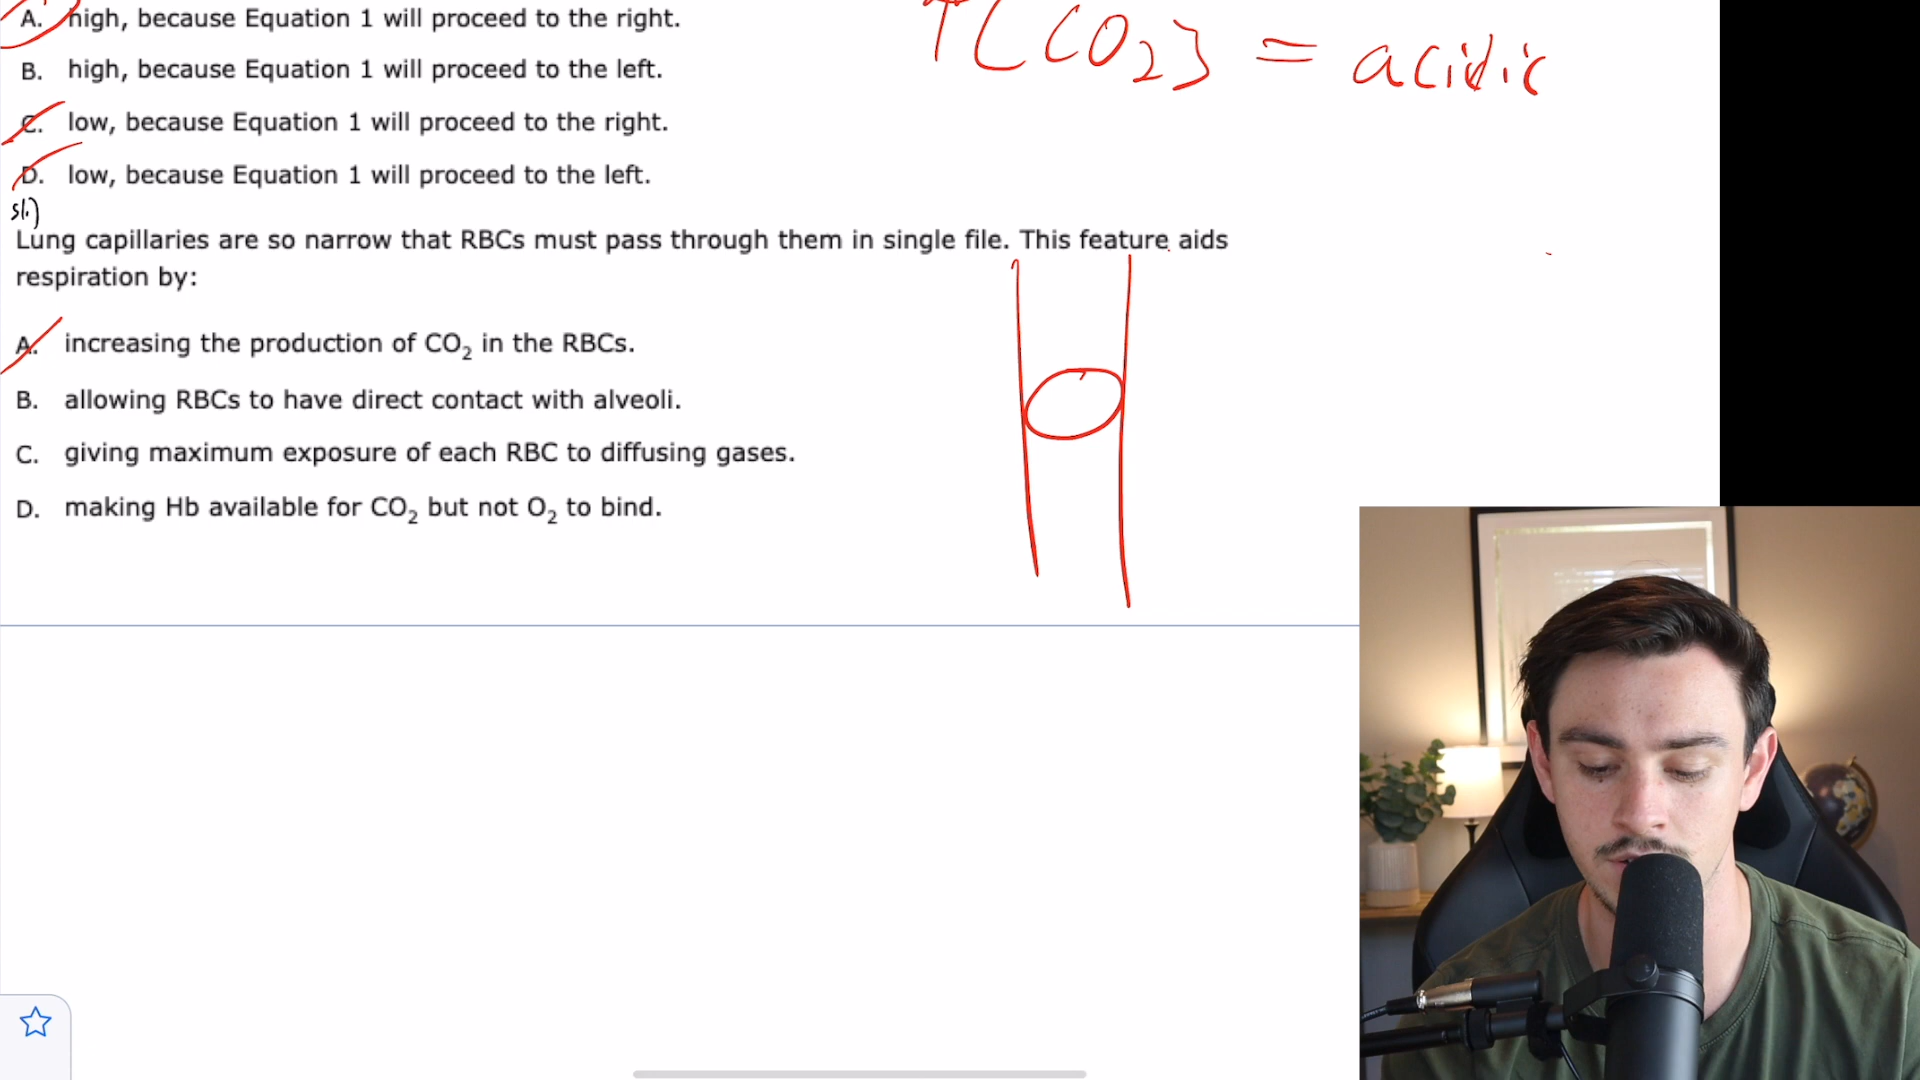 A. high, because Equation 1 will proceed to the right.
↑[CO2] = acidic
B. high, because Equation 1 will proceed to the left.
C. low, because Equation 1 will proceed to the right.
D. low, because Equation 1 will proceed to the left.
51.)
Lung capillaries are so narrow that RBCs must pass through them in single file. This feature aids
respiration by:
A. increasing the production of CO2 in the RBCs.
B. allowing RBCs to have direct contact with alveoli.
C. giving maximum exposure of each RBC to diffusing gases.
D. making Hb available for CO2 but not O2 to bind.